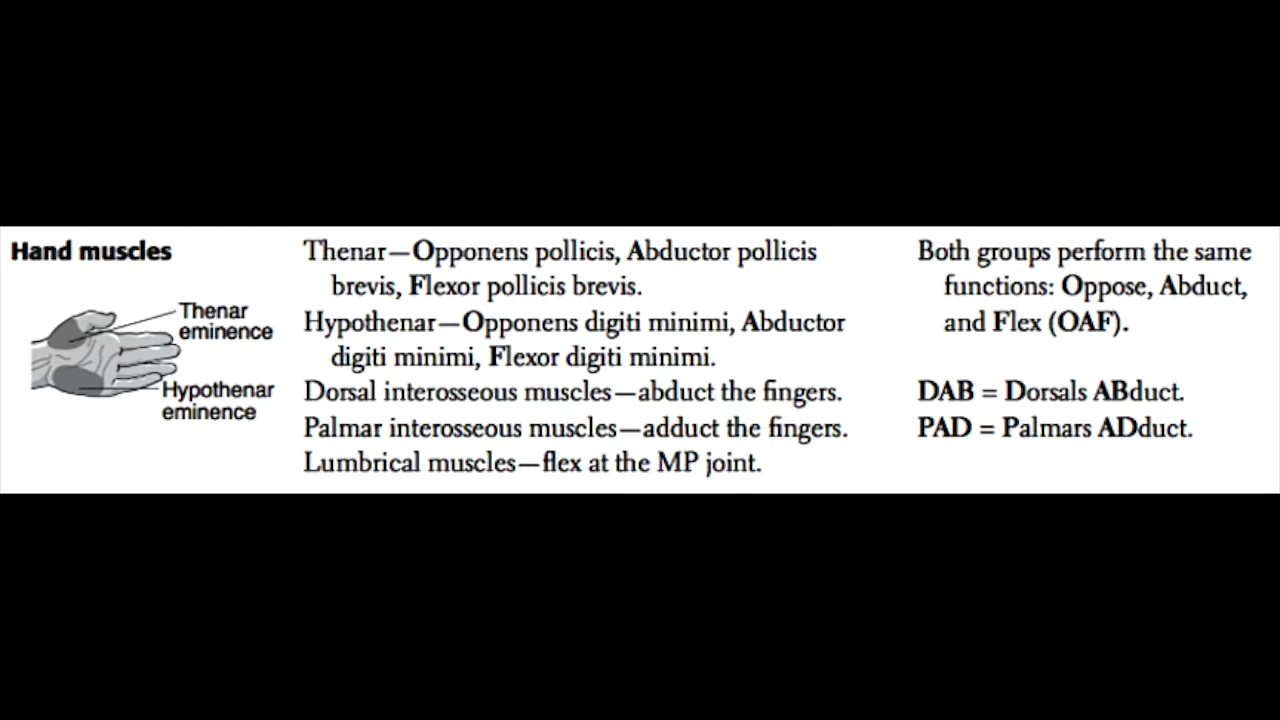 Hand muscles
Thenar
eminence
Hypothenar
eminence
Thenar—Opponens pollicis, Abductor pollicis
brevis, Flexor pollicis brevis.
Hypothenar—Opponens digiti minimi, Abductor
digiti minimi, Flexor digiti minimi.
Dorsal interosseous muscles—abduct the fingers.
Palmar interosseous muscles—adduct the fingers.
Lumbrical muscles—flex at the MP joint.
Both groups perform the same
functions: Oppose, Abduct,
and Flex (OAF).
DAB = Dorsals ABduct.
PAD = Palmars ADduct.